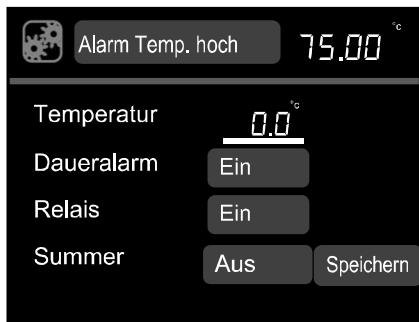 Alarm Temp. hoch 75.00 °C
Temperatur 0.0 °C
Daueralarm Ein
Relais Ein
Summer Aus Speichern